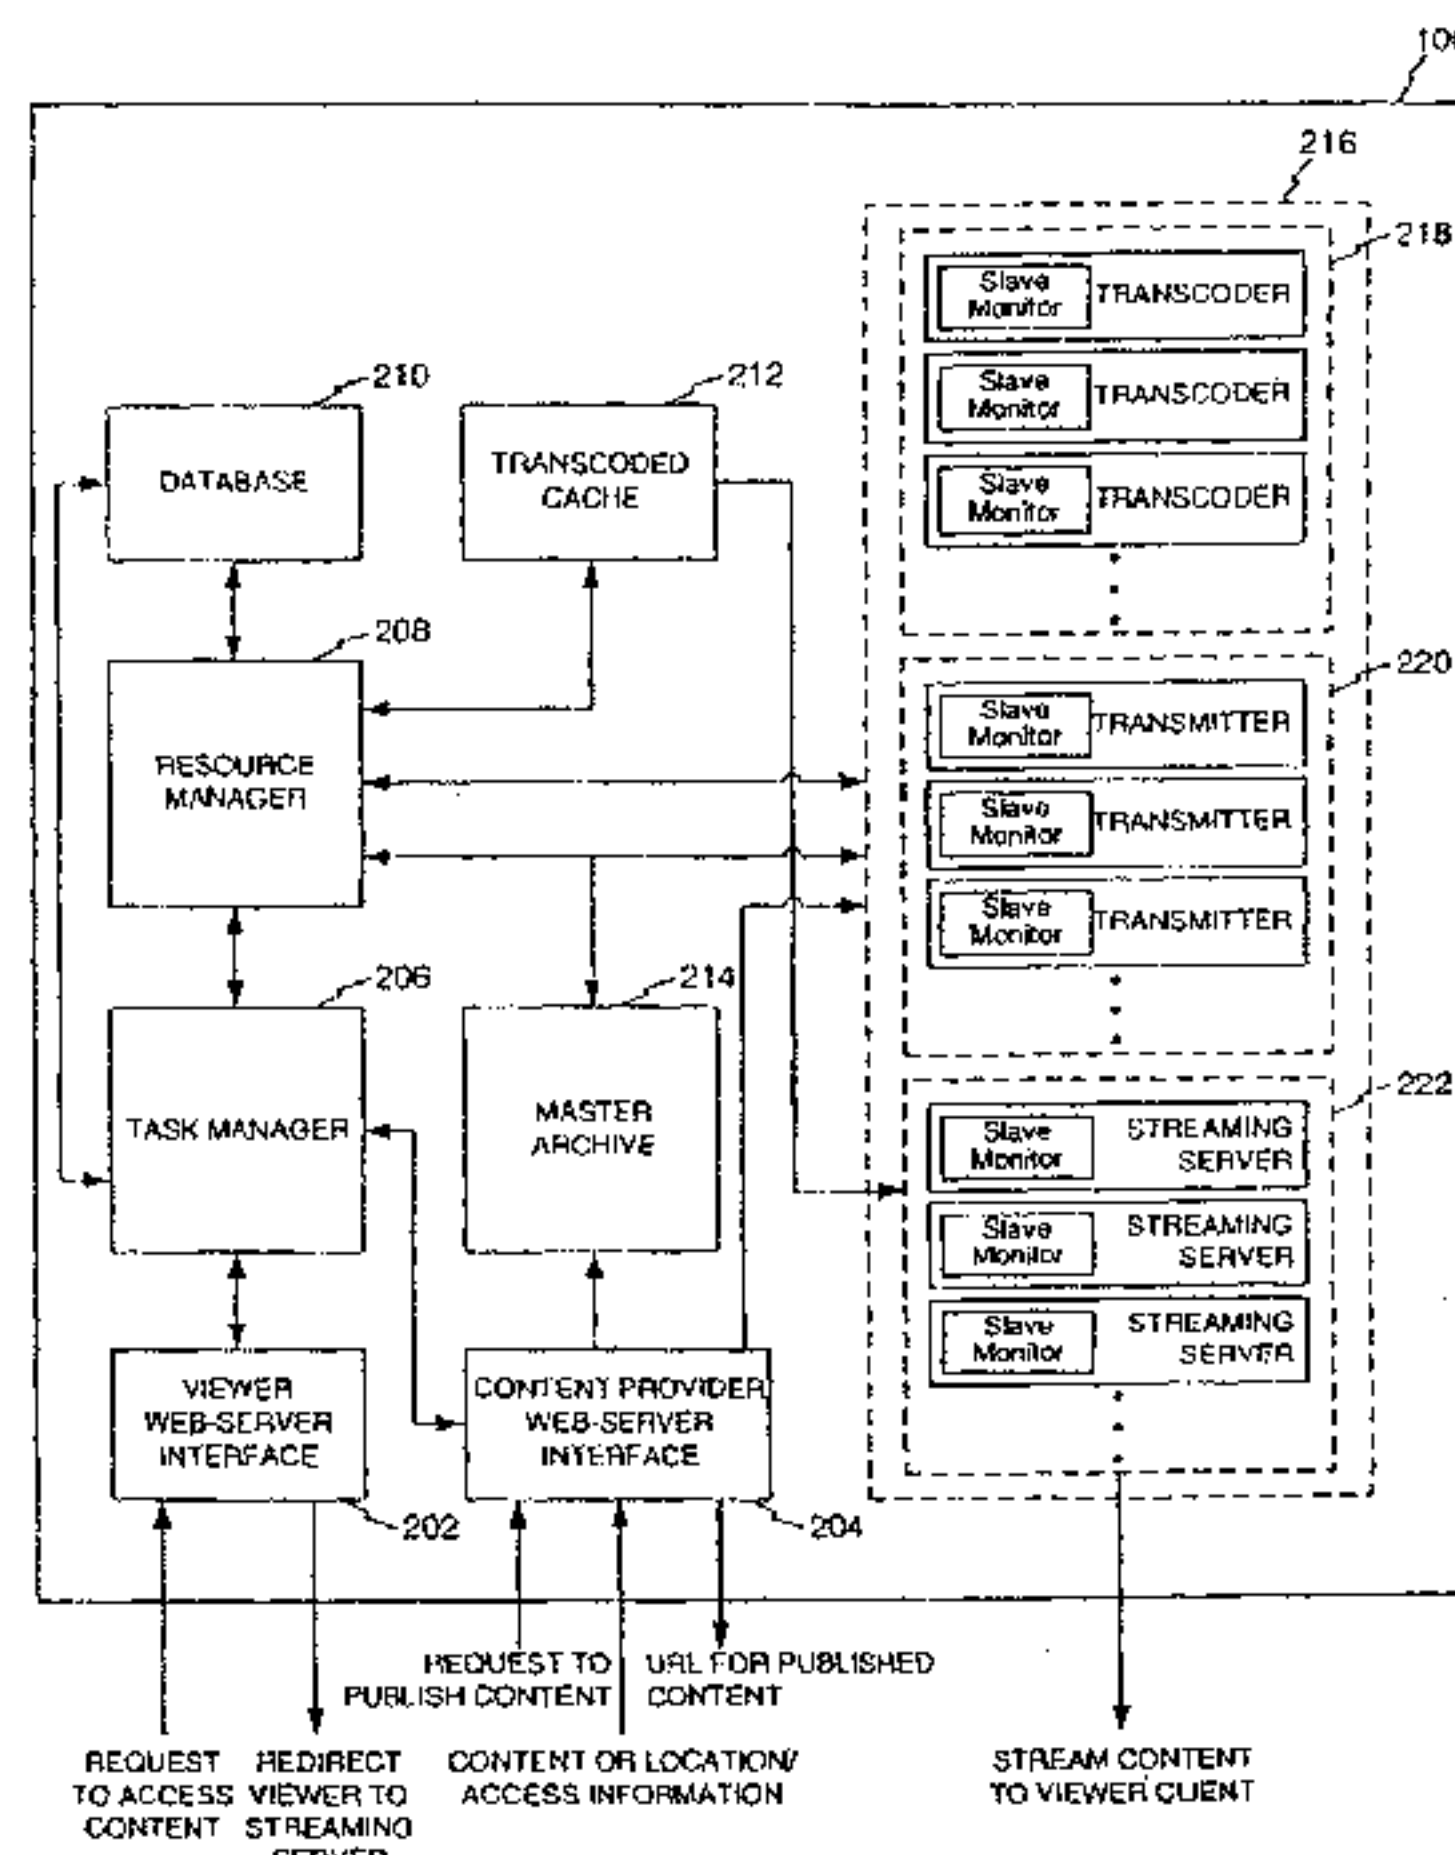 216
218
Slave
Monitor
TRANSCODER
Slave
Monitor
TRANSCODER
Slave
Monitor
TRANSCODER
210
212
DATABASE
TRANSCODED
CACHE
208
220
RESOURCE
MANAGER
Slave
Monitor
TRANSMITTER
Slave
Monitor
TRANSMITTER
Slave
Monitor
TRANSMITTER
206
214
222
TASK MANAGER
MASTER
ARCHIVE
Slave
Monitor
STREAMING
SERVER
Slave
Monitor
STREAMING
SERVER
Slave
Monitor
STREAMING
SERVER
VIEWER
WEB-SERVER
INTERFACE
CONTENT PROVIDER
WEB-SERVER
INTERFACE
202
204
REQUEST TO
PUBLISH CONTENT
URL FOR PUBLISHED
CONTENT
REQUEST
TO ACCESS
CONTENT
REDIRECT
VIEWER TO
STREAMING
SERVER
CONTENT OR LOCATION/
ACCESS INFORMATION
STREAM CONTENT
TO VIEWER CLIENT